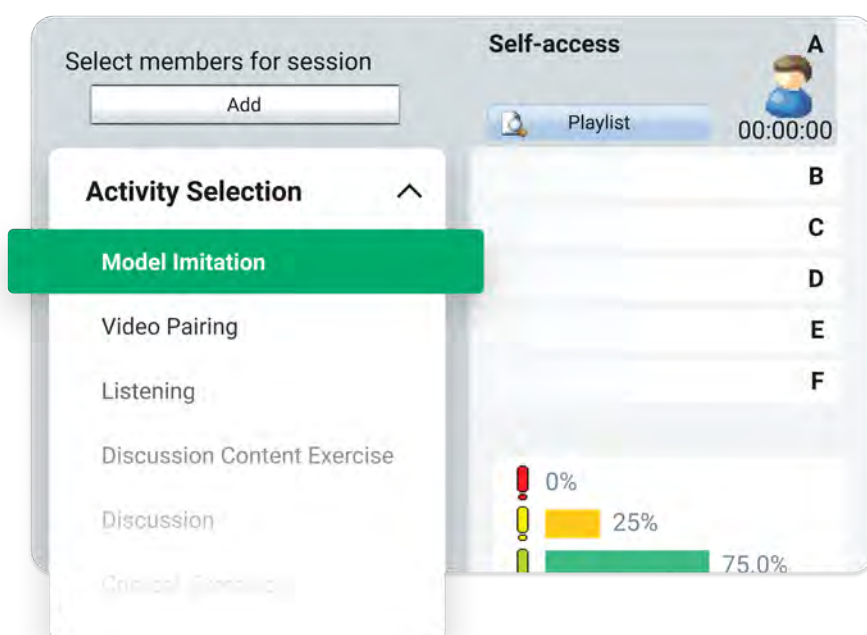 Select members for session
Add
Activity Selection
Model Imitation
Video Pairing
Listening
Discussion Content Exercise
Discussion
Self-access
A
Playlist
00:00:00
B
C
D
E
F
0%
25%
75.0%